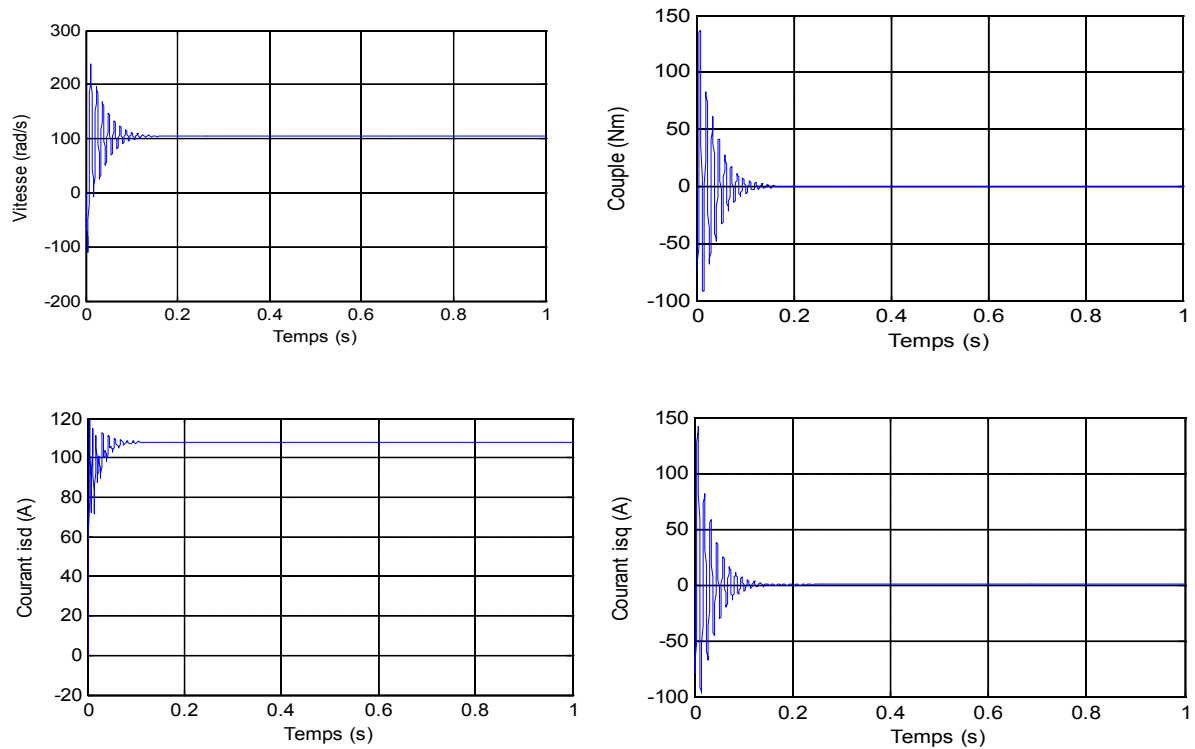 300
200
100
0
-100
-200
Vitesse (rad/s)
0 0.2 0.4 0.6 0.8 1
Temps (s)
150
100
50
0
-50
-100
Couple (Nm)
0 0.2 0.4 0.6 0.8 1
Temps (s)
120
100
80
60
40
20
0
-20
Courant isd (A)
0 0.2 0.4 0.6 0.8 1
Temps (s)
150
100
50
0
-50
-100
Courant isq (A)
0 0.2 0.4 0.6 0.8 1
Temps (s)